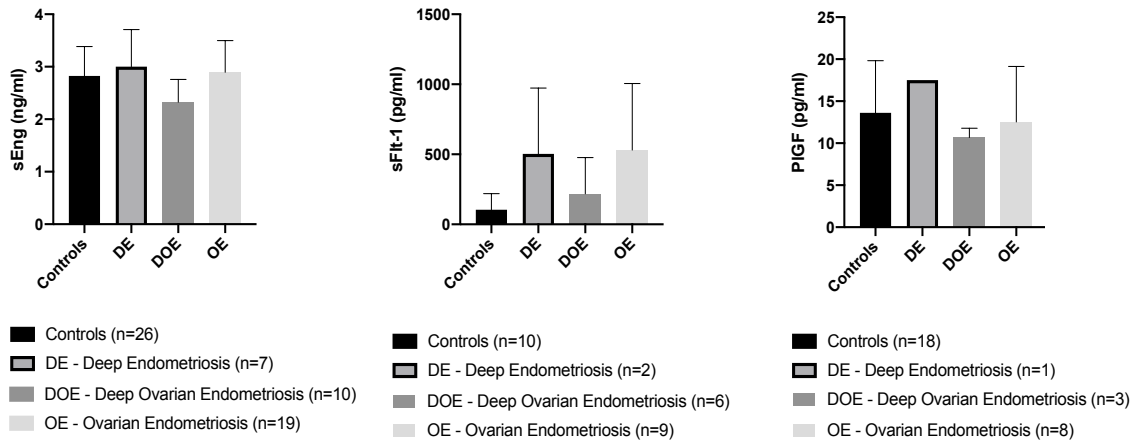 4
3
2
1
0
sEng (ng/ml)
Controls
DE
DOE
OE
Controls (n=26)
DE - Deep Endometriosis (n=7)
DOE - Deep Ovarian Endometriosis (n=10)
OE - Ovarian Endometriosis (n=19)
1500
1000
500
0
sFlt-1 (pg/ml)
Controls
DE
DOE
OE
Controls (n=10)
DE - Deep Endometriosis (n=2)
DOE - Deep Ovarian Endometriosis (n=6)
OE - Ovarian Endometriosis (n=9)
25
20
15
10
5
0
PlGF (pg/ml)
Controls
DE
DOE
OE
Controls (n=18)
DE - Deep Endometriosis (n=1)
DOE - Deep Ovarian Endometriosis (n=3)
OE - Ovarian Endometriosis (n=8)